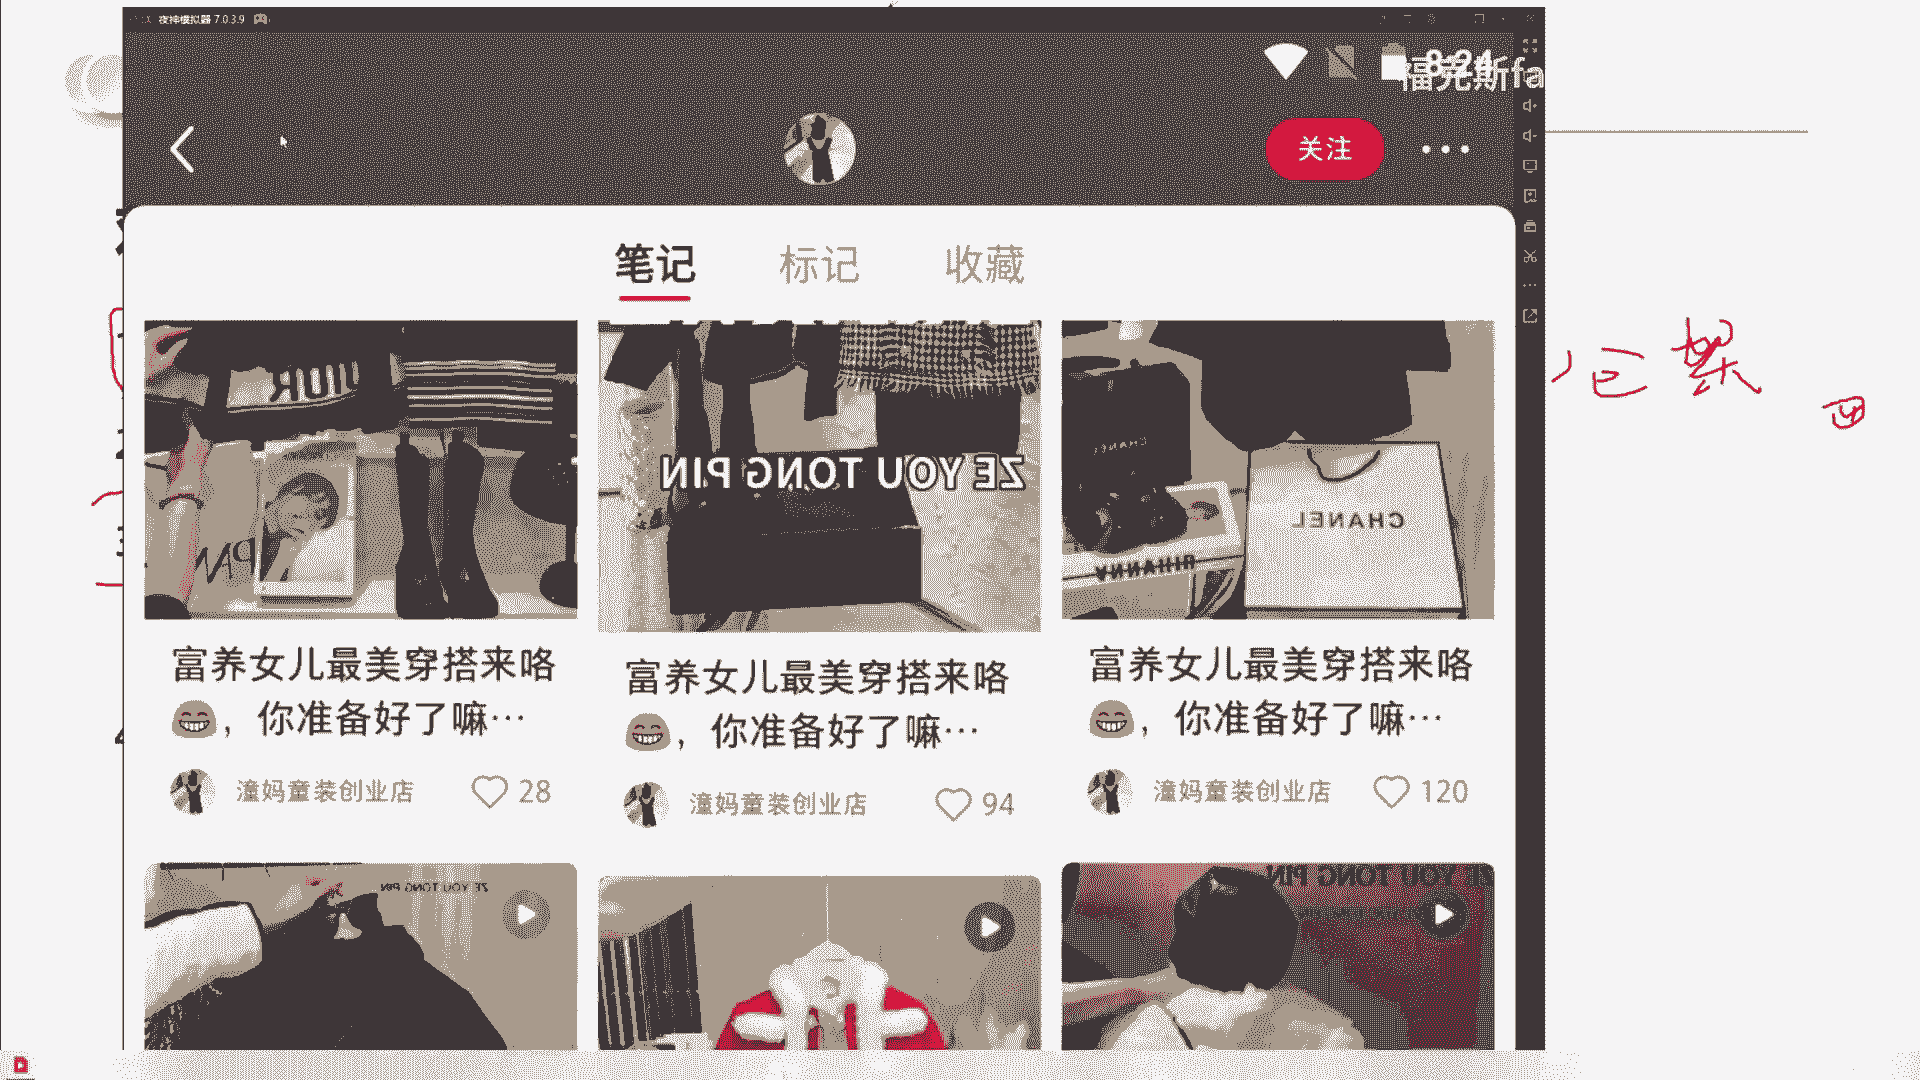 夜神模拟器 7.0.3.9
8:24
福克斯fa
关注
笔记 标记 收藏
DIOR
ZE YOU TONG PIN
CHANEL
CHANEL
RIHANNA
富养女儿最美穿搭来咯
😁，你准备好了嘛…
潼妈童装创业店 28
富养女儿最美穿搭来咯
😁，你准备好了嘛…
潼妈童装创业店 94
富养女儿最美穿搭来咯
😁，你准备好了嘛…
潼妈童装创业店 120
ZE YOU TONG PIN
ZE YOU TONG PIN